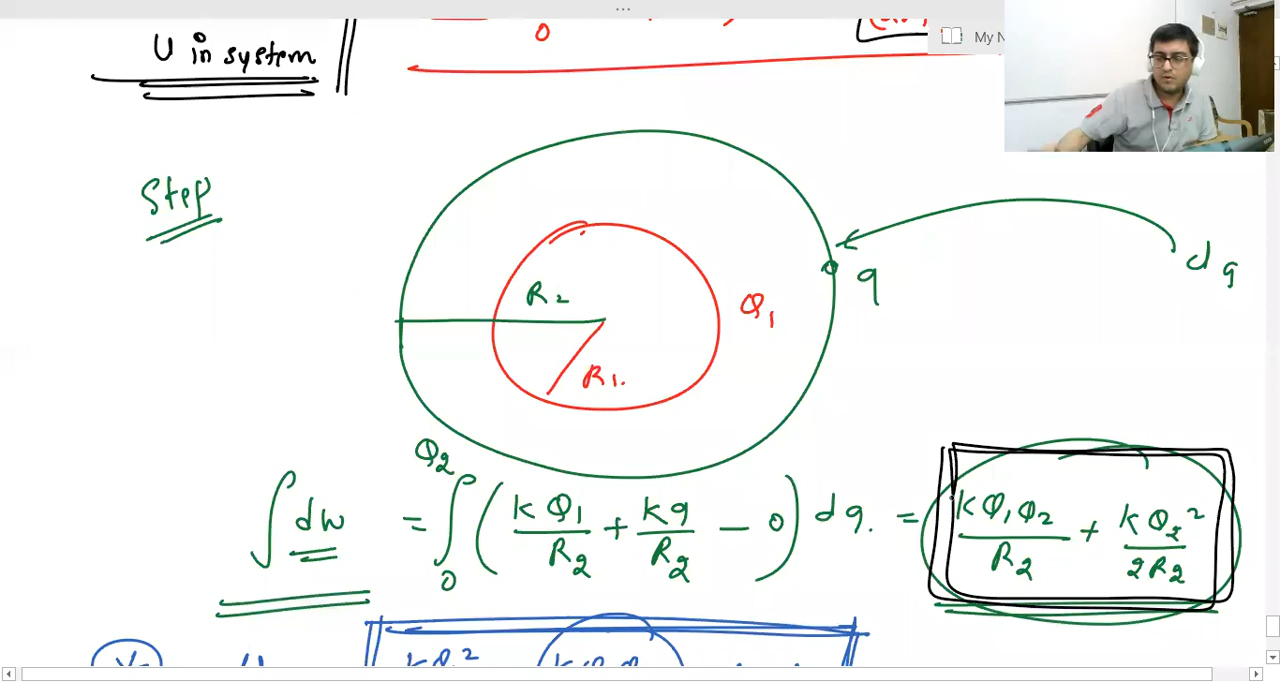 0
U in system
My N
Step
dq
q
R2
Q1
R1.
∫dw = ∫0^Q2 (KQ1/R2 + Kq/R2 − 0) dq. = KQ1Q2/R2 + KQ2²/2R2